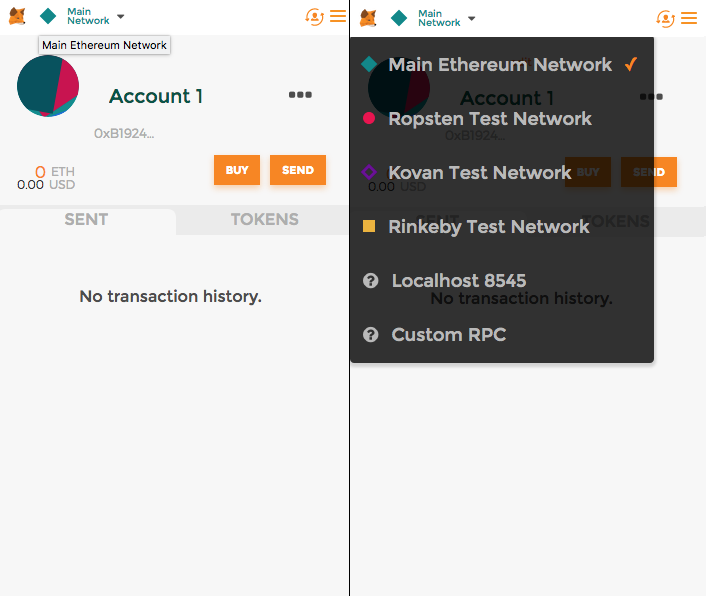 Main
Network
Main Ethereum Network
Account 1
0xB1924...
0 ETH
0.00 USD
BUY
SEND
SENT
TOKENS
No transaction history.
Main
Network
Main Ethereum Network
Account 1
Ropsten Test Network
0xB1924...
Kovan Test Network
BUY
SEND
0.00 USD
SENT
TOKENS
Rinkeby Test Network
Localhost 8545
No transaction history.
Custom RPC